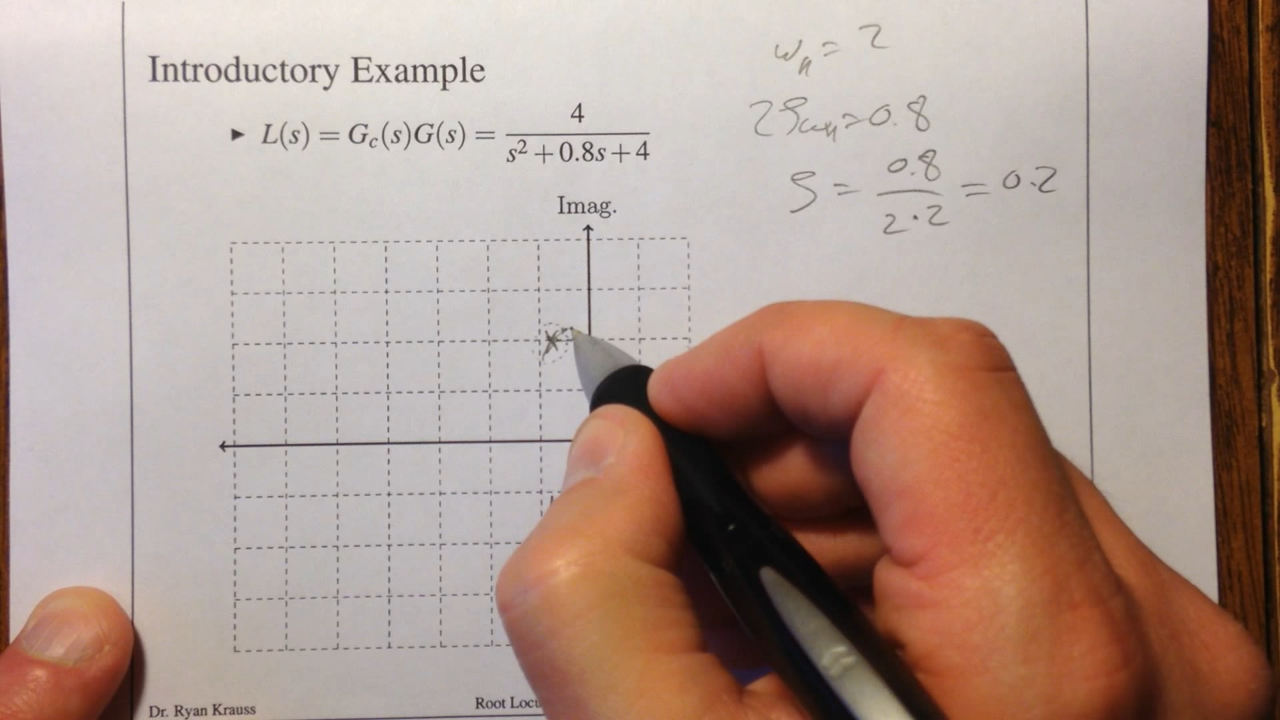 Introductory Example
► L(s) = G_c(s)G(s) = 4 / (s² + 0.8s + 4)
ω_n = 2
2ζω_n = 0.8
ζ = 0.8 / (2·2) = 0.2
Imag.
Dr. Ryan Krauss
Root